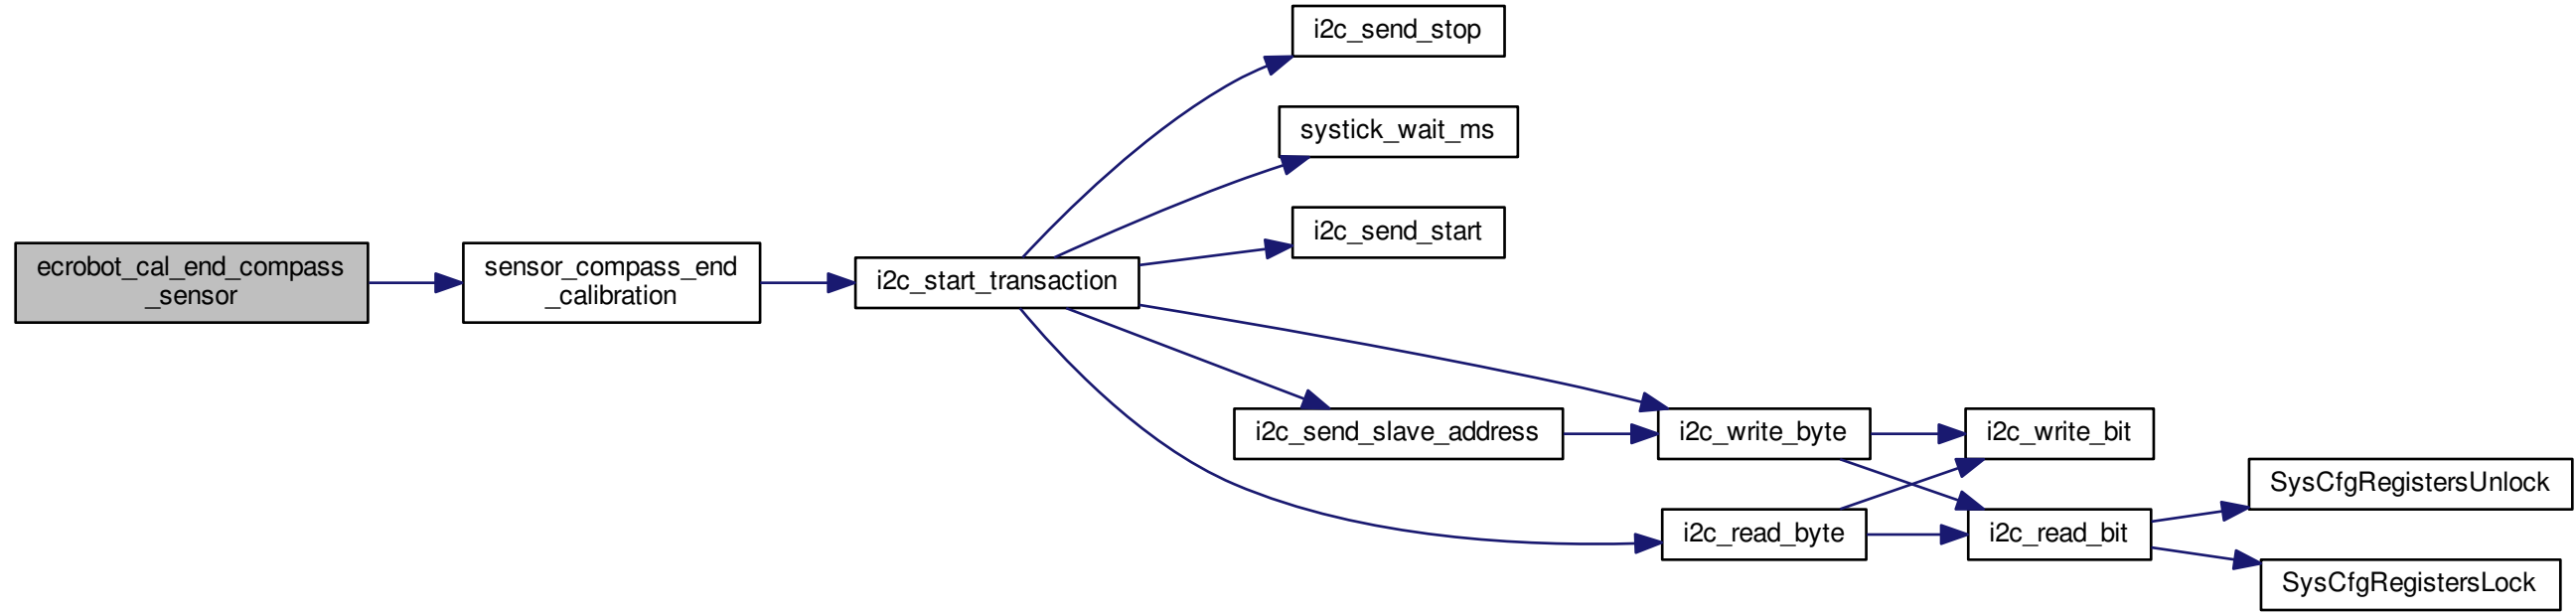 i2c_send_stop
systick_wait_ms
i2c_send_start
ecrobot_cal_end_compass
_sensor
sensor_compass_end
_calibration
i2c_start_transaction
i2c_send_slave_address
i2c_write_byte
i2c_write_bit
i2c_read_byte
i2c_read_bit
SysCfgRegistersUnlock
SysCfgRegistersLock